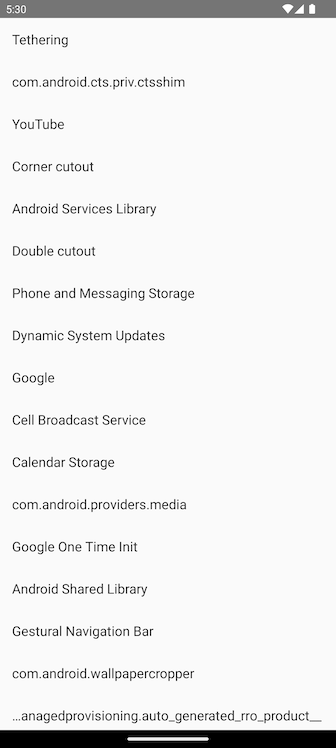 5:30
Tethering
com.android.cts.priv.ctsshim
YouTube
Corner cutout
Android Services Library
Double cutout
Phone and Messaging Storage
Dynamic System Updates
Google
Cell Broadcast Service
Calendar Storage
com.android.providers.media
Google One Time Init
Android Shared Library
Gestural Navigation Bar
com.android.wallpapercropper
...anagedprovisioning.auto_generated_rro_product__